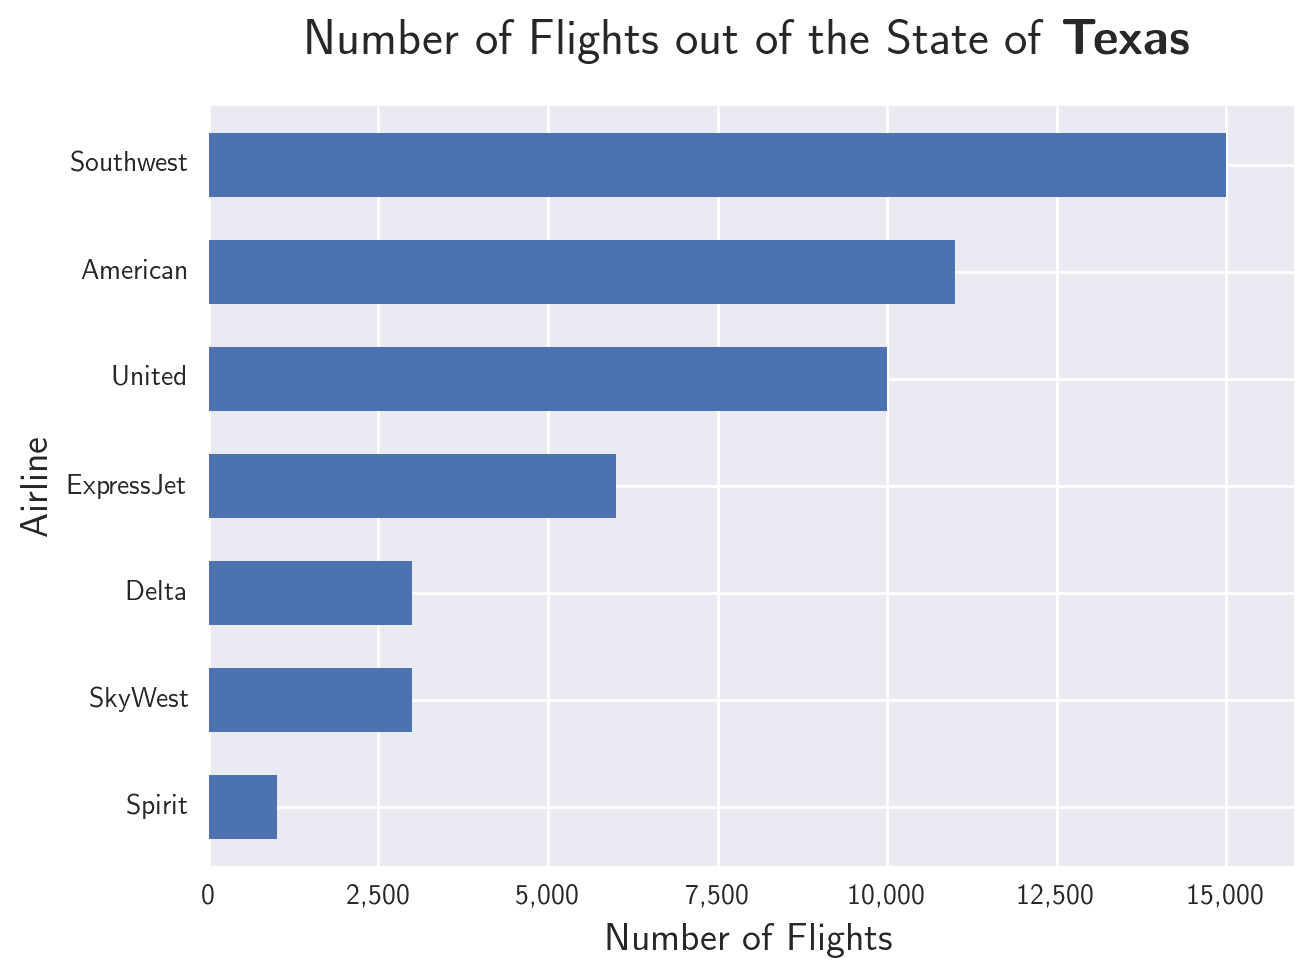 Number of Flights out of the State of Texas
Southwest
American
United
ExpressJet
Delta
SkyWest
Spirit
Airline
0 2,500 5,000 7,500 10,000 12,500 15,000
Number of Flights